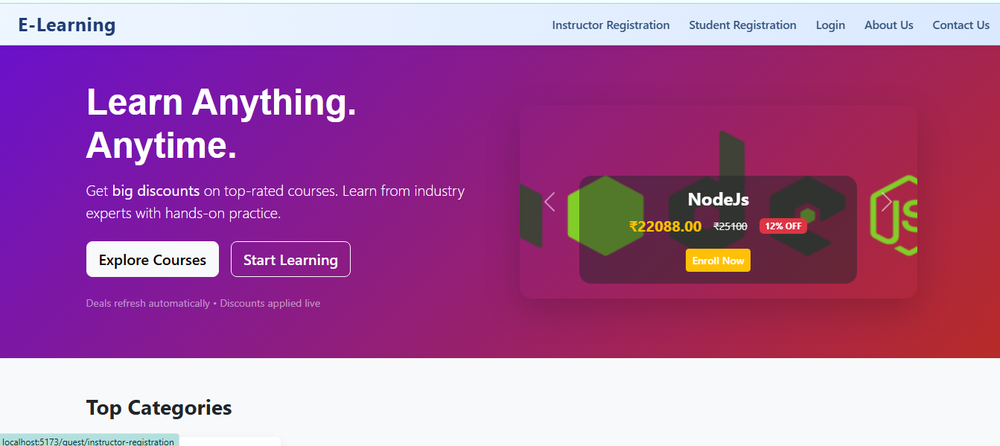 E-Learning
Instructor Registration Student Registration Login About Us Contact Us
Learn Anything.
Anytime.
Get big discounts on top-rated courses. Learn from industry
experts with hands-on practice.
Explore Courses Start Learning
Deals refresh automatically • Discounts applied live
NodeJs
₹22088.00 ₹25100 12% OFF
Enroll Now
Top Categories
localhost:5173/guest/instructor-registration